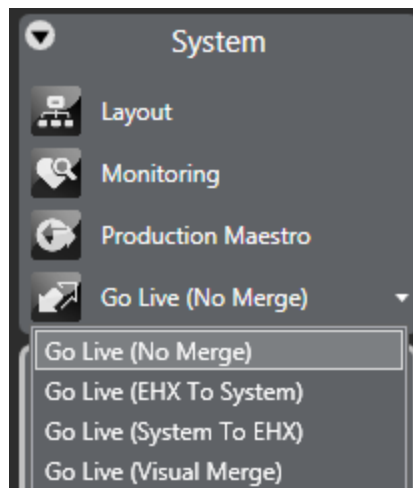 System
Layout
Monitoring
Production Maestro
Go Live (No Merge)
Go Live (No Merge)
Go Live (EHX To System)
Go Live (System To EHX)
Go Live (Visual Merge)